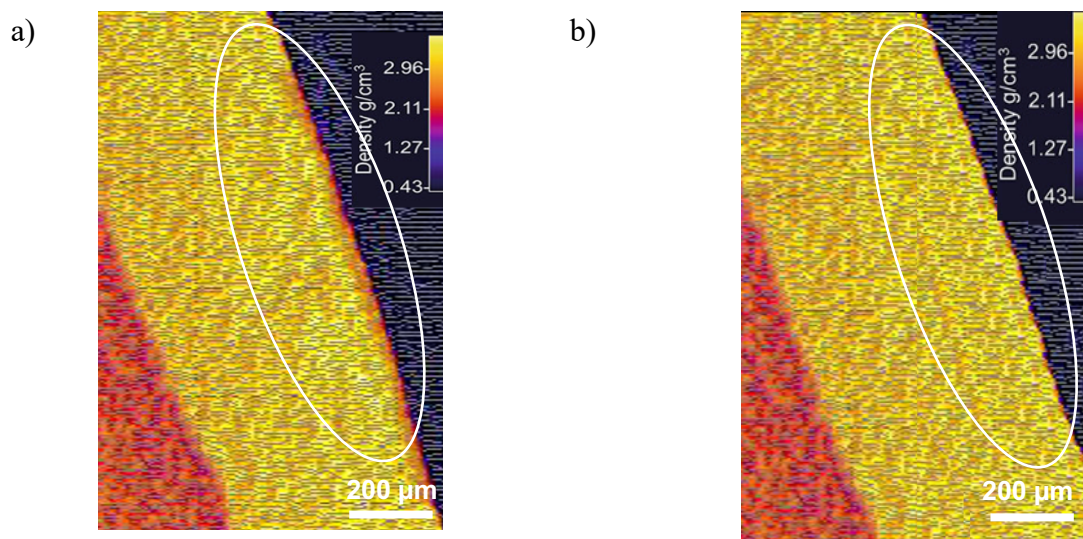 a)
Density g/cm³
2.96-
2.11-
1.27-
0.43-
200 µm
b)
Density g/cm³
2.96-
2.11-
1.27-
0.43-
200 µm